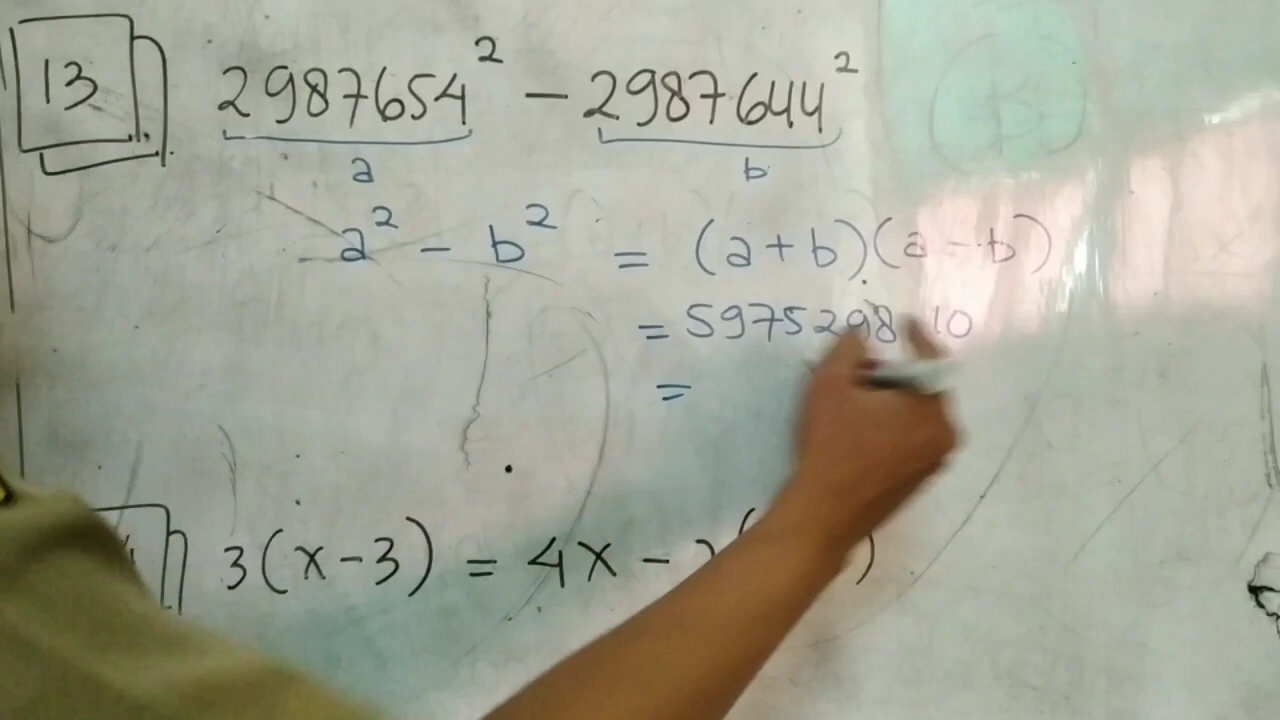 13 2987654² - 2987644²
a b
a² - b² = (a+b)(a-b)
= 5975298 10
=
3(x-3) = 4x -